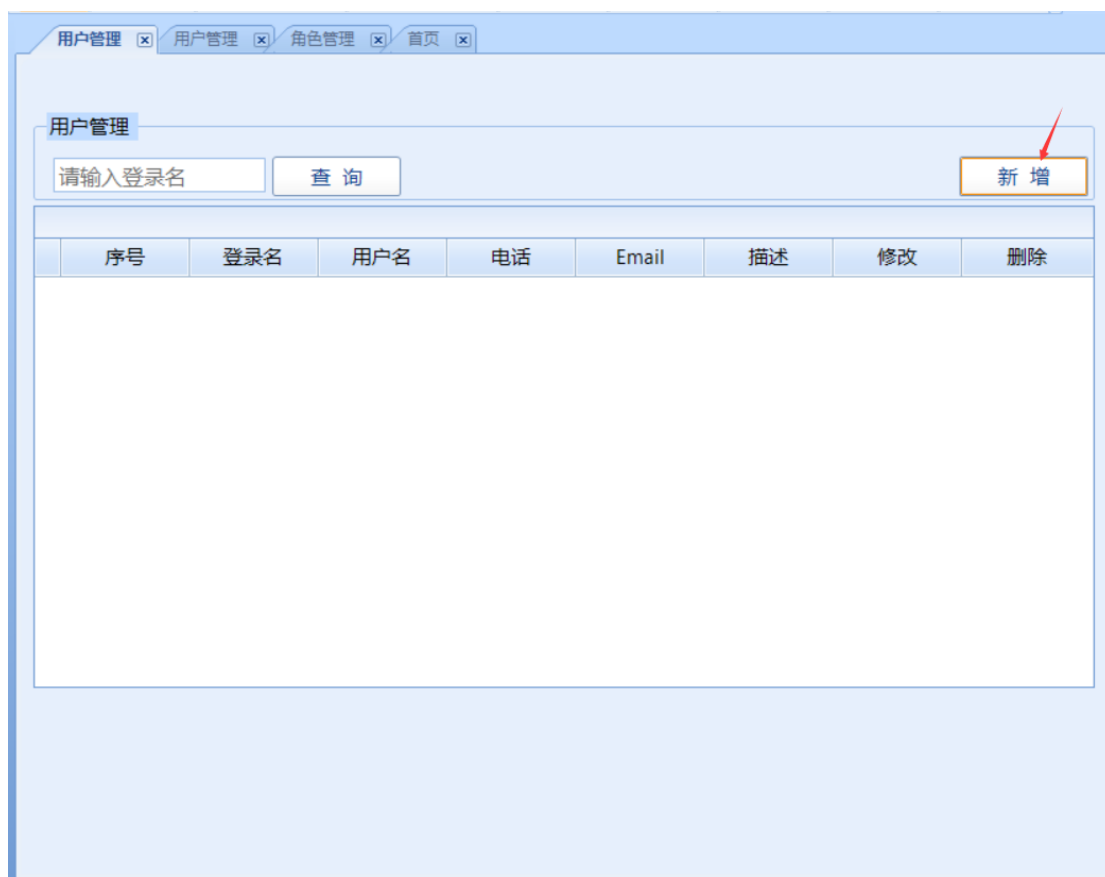 用户管理 用户管理 角色管理 首页
用户管理
请输入登录名 查 询 新 增
序号 登录名 用户名 电话 Email 描述 修改 删除